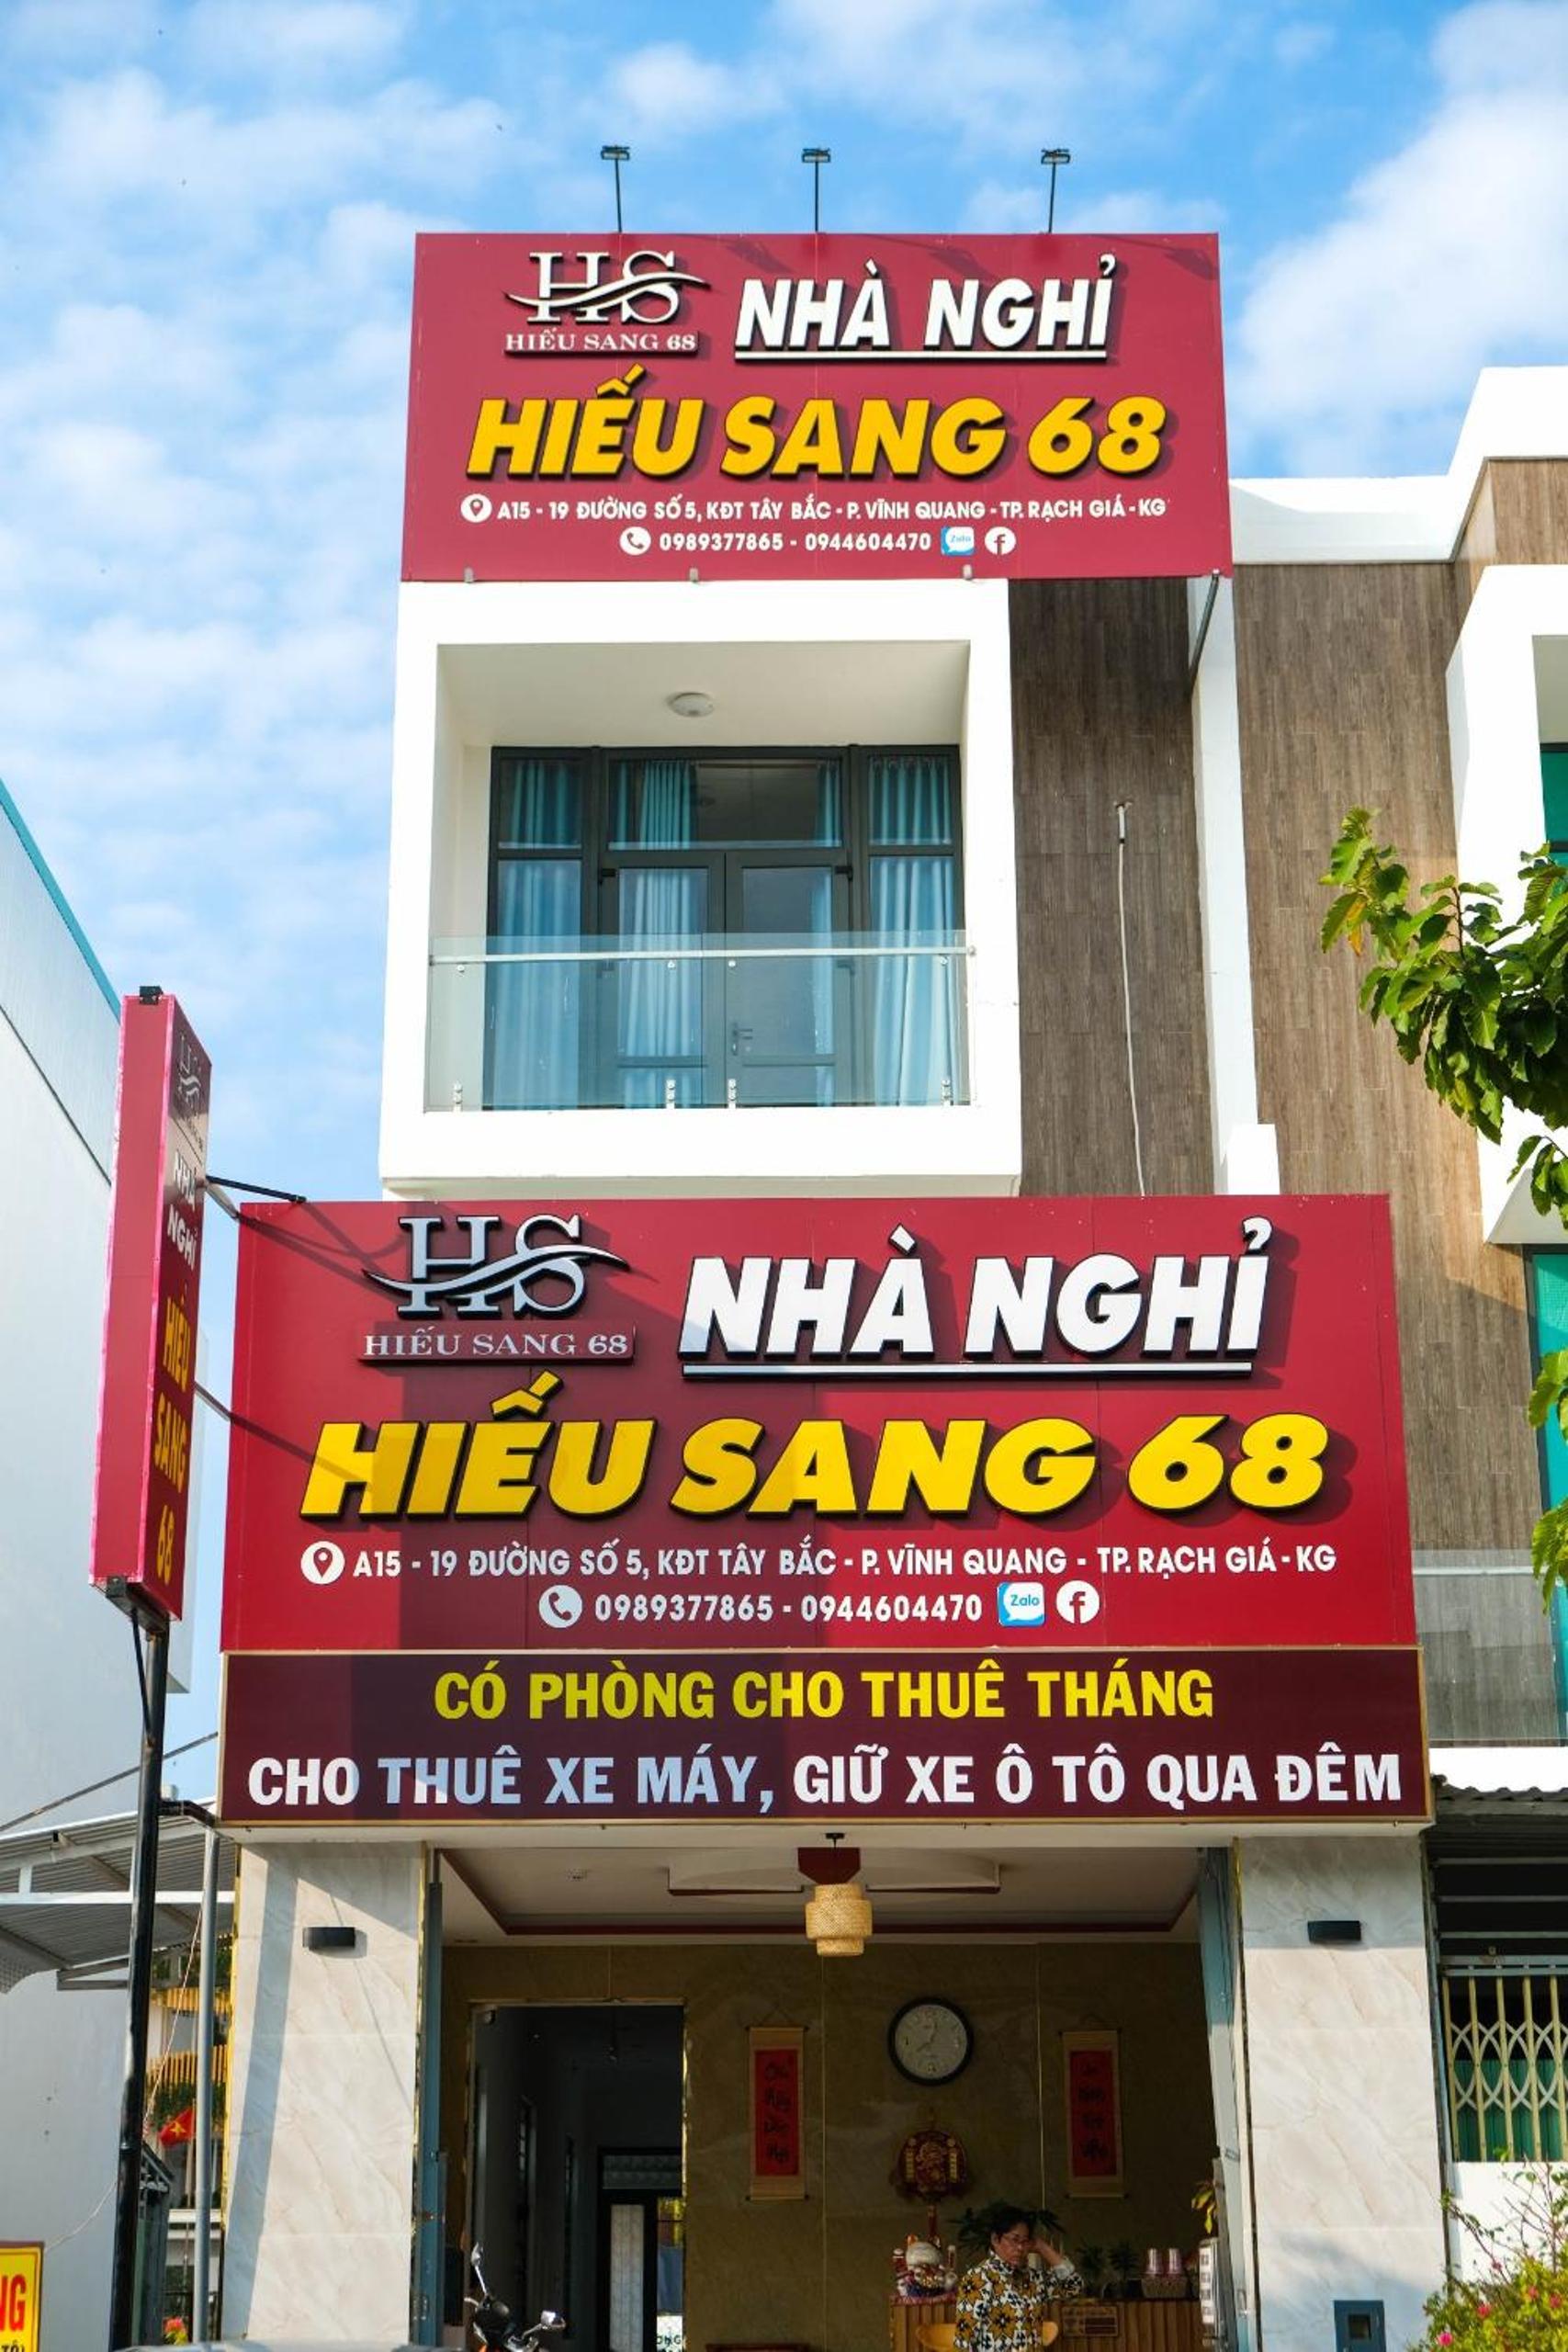 HS
HIẾU SANG 68
NHÀ NGHỈ
HIẾU SANG 68
A15 - 19 ĐƯỜNG SỐ 5, KĐT TÂY BẮC - P. VĨNH QUANG - TP. RẠCH GIÁ - KG
0989377865 - 0944604470 Zalo f
HS
NHÀ
NGHỈ
HIẾU
SANG
68
HS
HIẾU SANG 68
NHÀ NGHỈ
HIẾU SANG 68
A15 - 19 ĐƯỜNG SỐ 5, KĐT TÂY BẮC - P. VĨNH QUANG - TP. RẠCH GIÁ - KG
0989377865 - 0944604470 Zalo f
CÓ PHÒNG CHO THUÊ THÁNG
CHO THUÊ XE MÁY, GIỮ XE Ô TÔ QUA ĐÊM
NG